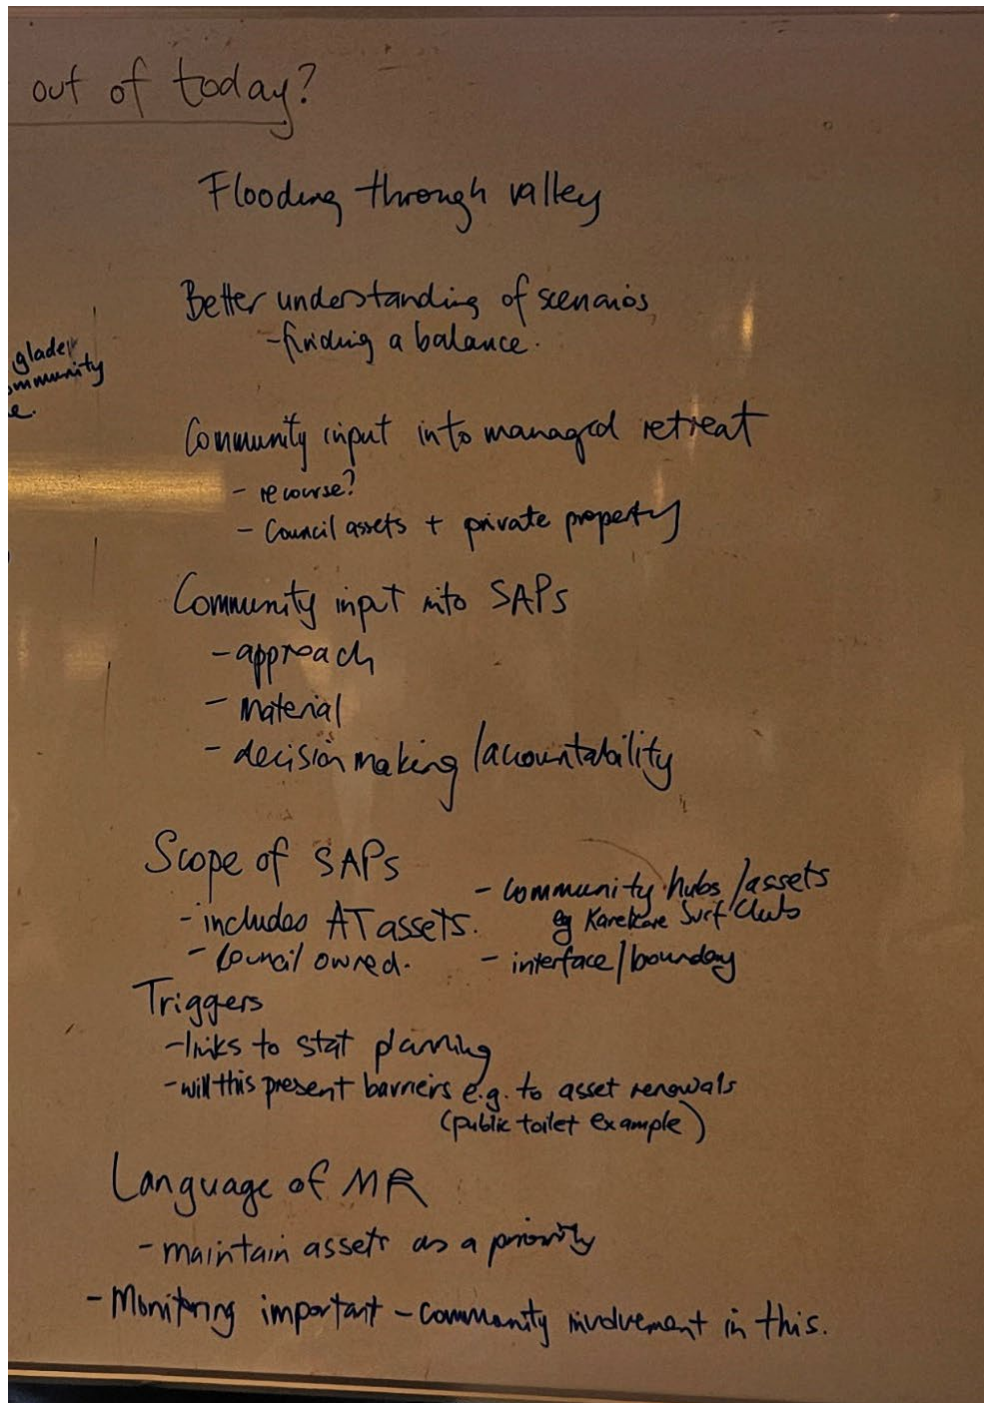 out of today?
Flooding through valley
Better understanding of scenarios
- finding a balance.
glade
ommunity
e.
Community input into managed retreat
- recourse?
- Council assets + private property
Community input into SAPs
- approach
- material
- decision making / accountability
Scope of SAPs
- includes AT assets.
- Council owned.
- community hubs / assets
eg Karekare Surf Club
- interface / boundary
Triggers
- links to stat planning
- will this present barriers e.g. to asset renewals
(public toilet example)
Language of MR
- maintain assets as a priority
- Monitoring important - community involvement in this.